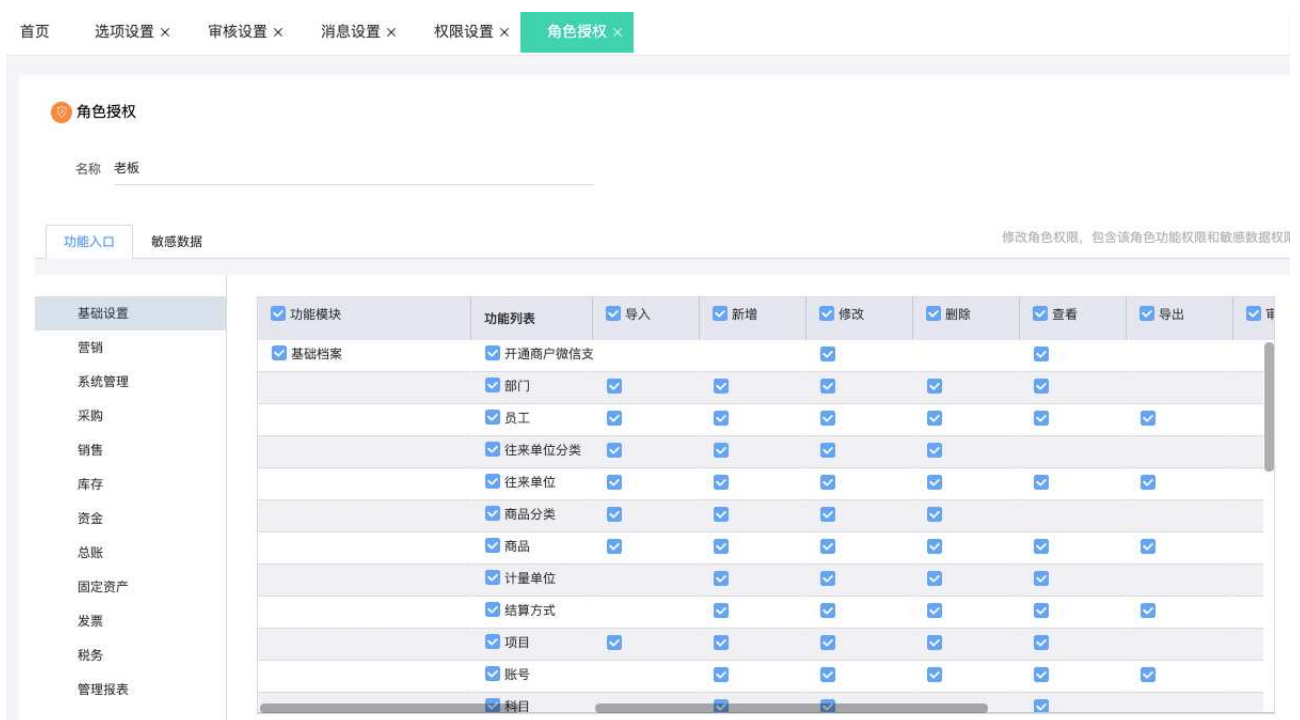 首页 选项设置 × 审核设置 × 消息设置 × 权限设置 × 角色授权 ×
角色授权
名称 老板
功能入口 敏感数据 修改角色权限，包含该角色功能权限和敏感数据权限
基础设置
营销
系统管理
采购
销售
库存
资金
总账
固定资产
发票
税务
管理报表
功能模块 功能列表 导入 新增 修改 删除 查看 导出
基础档案 开通商户微信支
部门
员工
往来单位分类
往来单位
商品分类
商品
计量单位
结算方式
项目
账号
科目